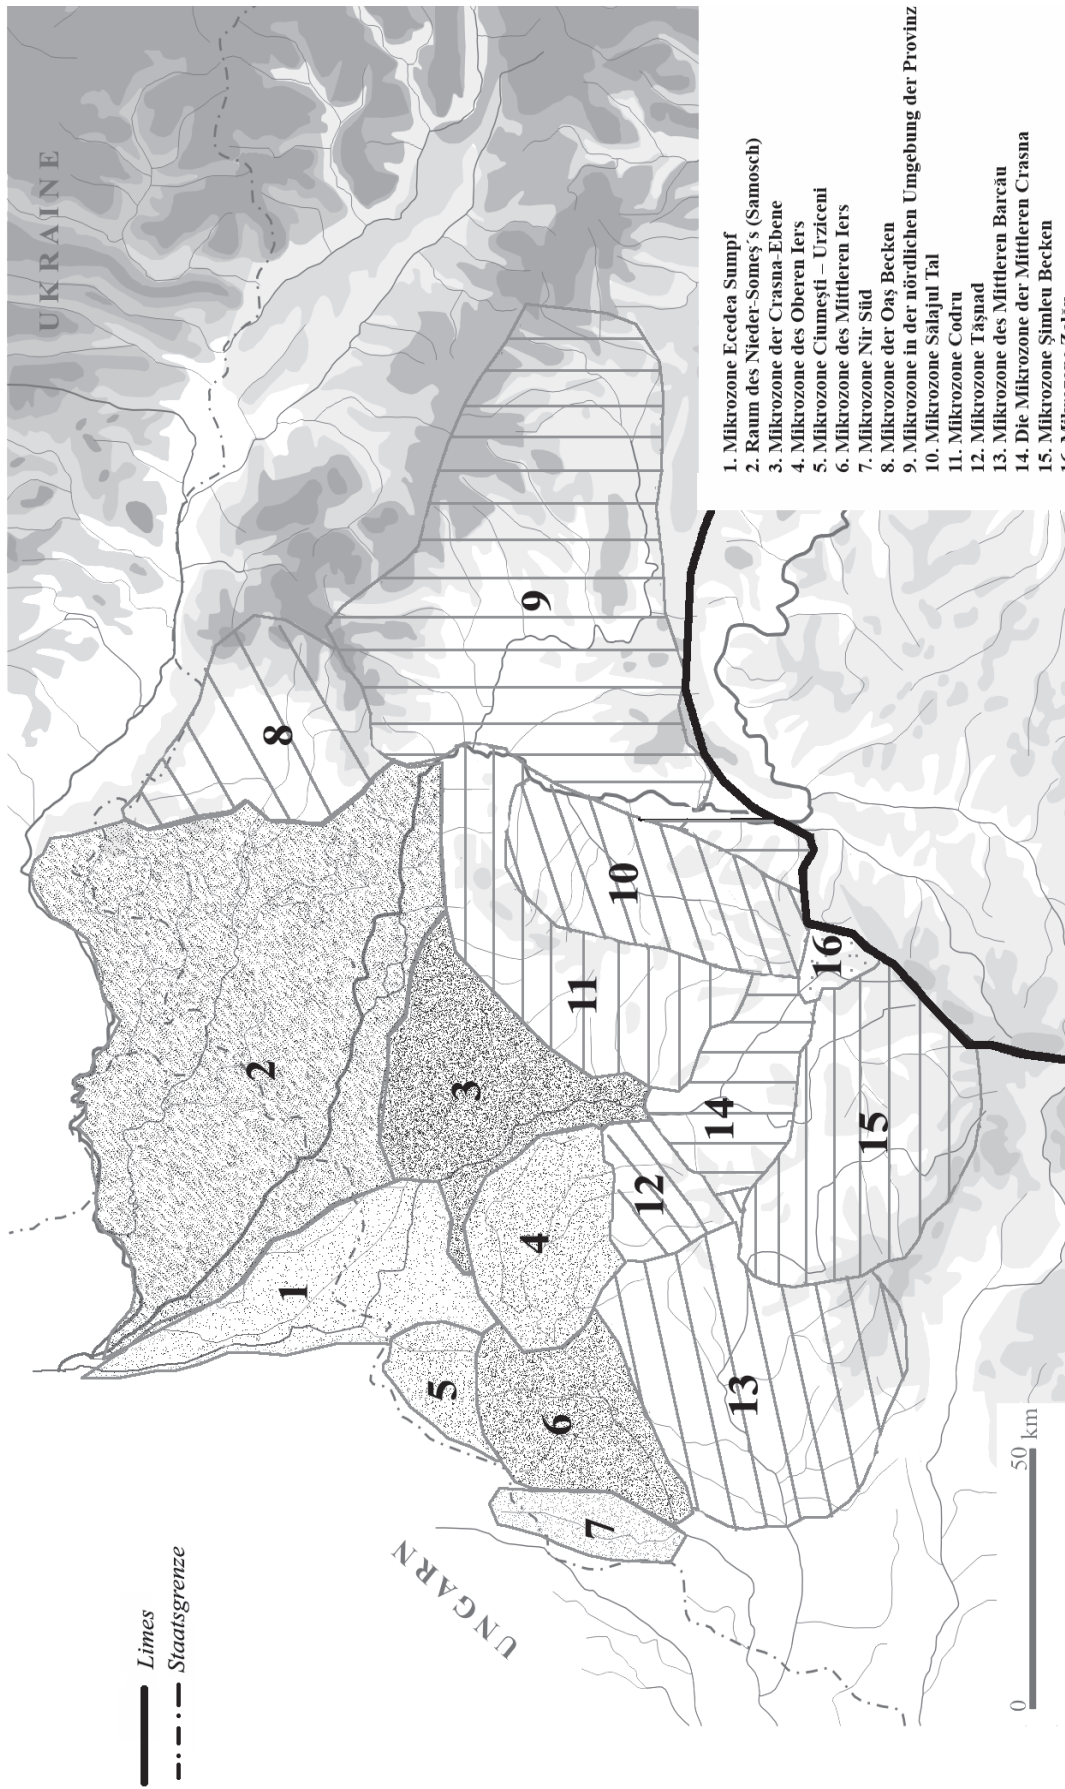 Limes
Staatsgrenze
UKRAINE
UNGARN
1
2
3
4
5
6
7
8
9
10
11
12
13
14
15
16
0
50
km
1. Mikrozone Ecedea Sumpf
2. Raum des Nieder-Someş´s (Samosch)
3. Mikrozone der Crasna-Ebene
4. Mikrozone des Oberen Iers
5. Mikrozone Ciumeşti – Urziceni
6. Mikrozone des Mittleren Iers
7. Mikrozone Nir Süd
8. Mikrozone der Oaş Becken
9. Mikrozone in der nördlichen Umgebung der Provinz
10. Mikrozone Sălajul Tal
11. Mikrozone Codru
12. Mikrozone Tăşnad
13. Mikrozone des Mittleren Barcău
14. Die Mikrozone der Mittleren Crasna
15. Mikrozone Şimleu Becken